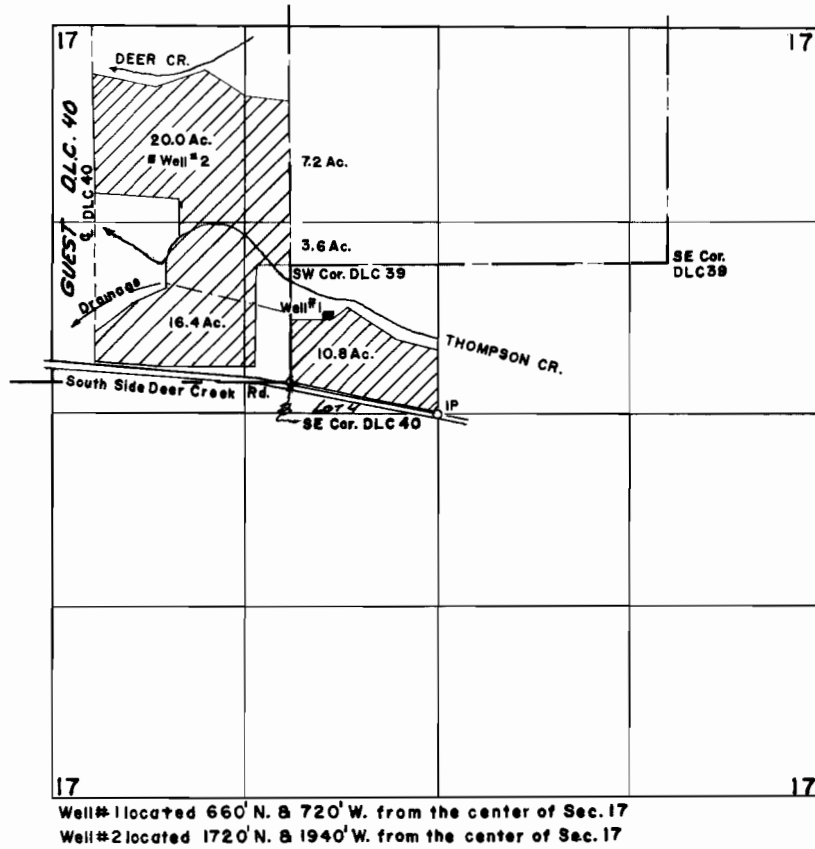 17
17
DEER CR.
20.0 Ac.
Well #2
7.2 Ac.
GUEST D.L.C. 40
℄ DLC 40
3.6 Ac.
SW Cor. DLC 39
SE Cor.
DLC 39
Drainage
Well #1
16.4 Ac.
10.8 Ac.
THOMPSON CR.
South Side Deer Creek Rd.
Lot 4
IP
SE Cor. DLC 40
17
17
Well #1 located 660' N. & 720' W. from the center of Sec. 17
Well #2 located 1720' N. & 1940' W. from the center of Sec. 17